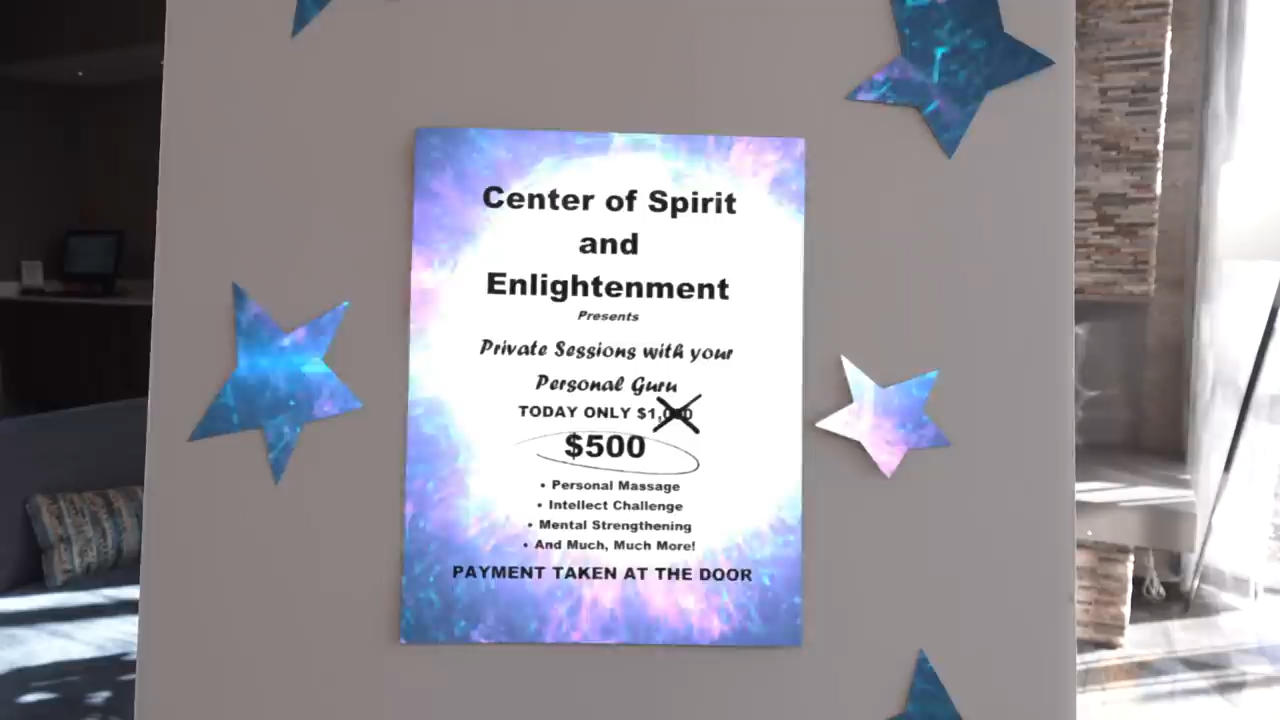 Center of Spirit
and
Enlightenment
Presents
Private Sessions with your
Personal Guru
TODAY ONLY $1,000
$500
• Personal Massage
• Intellect Challenge
• Mental Strengthening
• And Much, Much More!
PAYMENT TAKEN AT THE DOOR